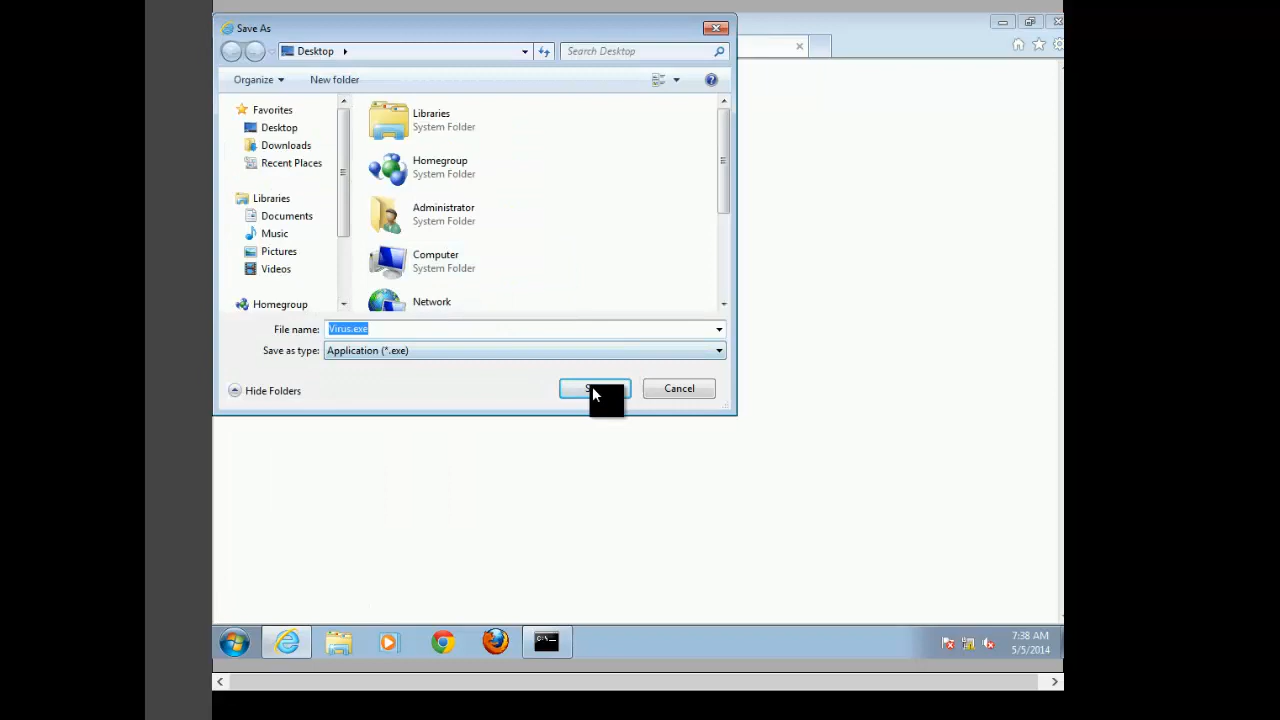 Save As
Desktop
Search Desktop
Organize
New folder
Favorites
Desktop
Downloads
Recent Places
Libraries
Documents
Music
Pictures
Videos
Homegroup
Libraries
System Folder
Homegroup
System Folder
Administrator
System Folder
Computer
System Folder
Network
File name:
Virus.exe
Save as type:
Application (*.exe)
Hide Folders
Cancel
C:\_
7:38 AM
5/5/2014